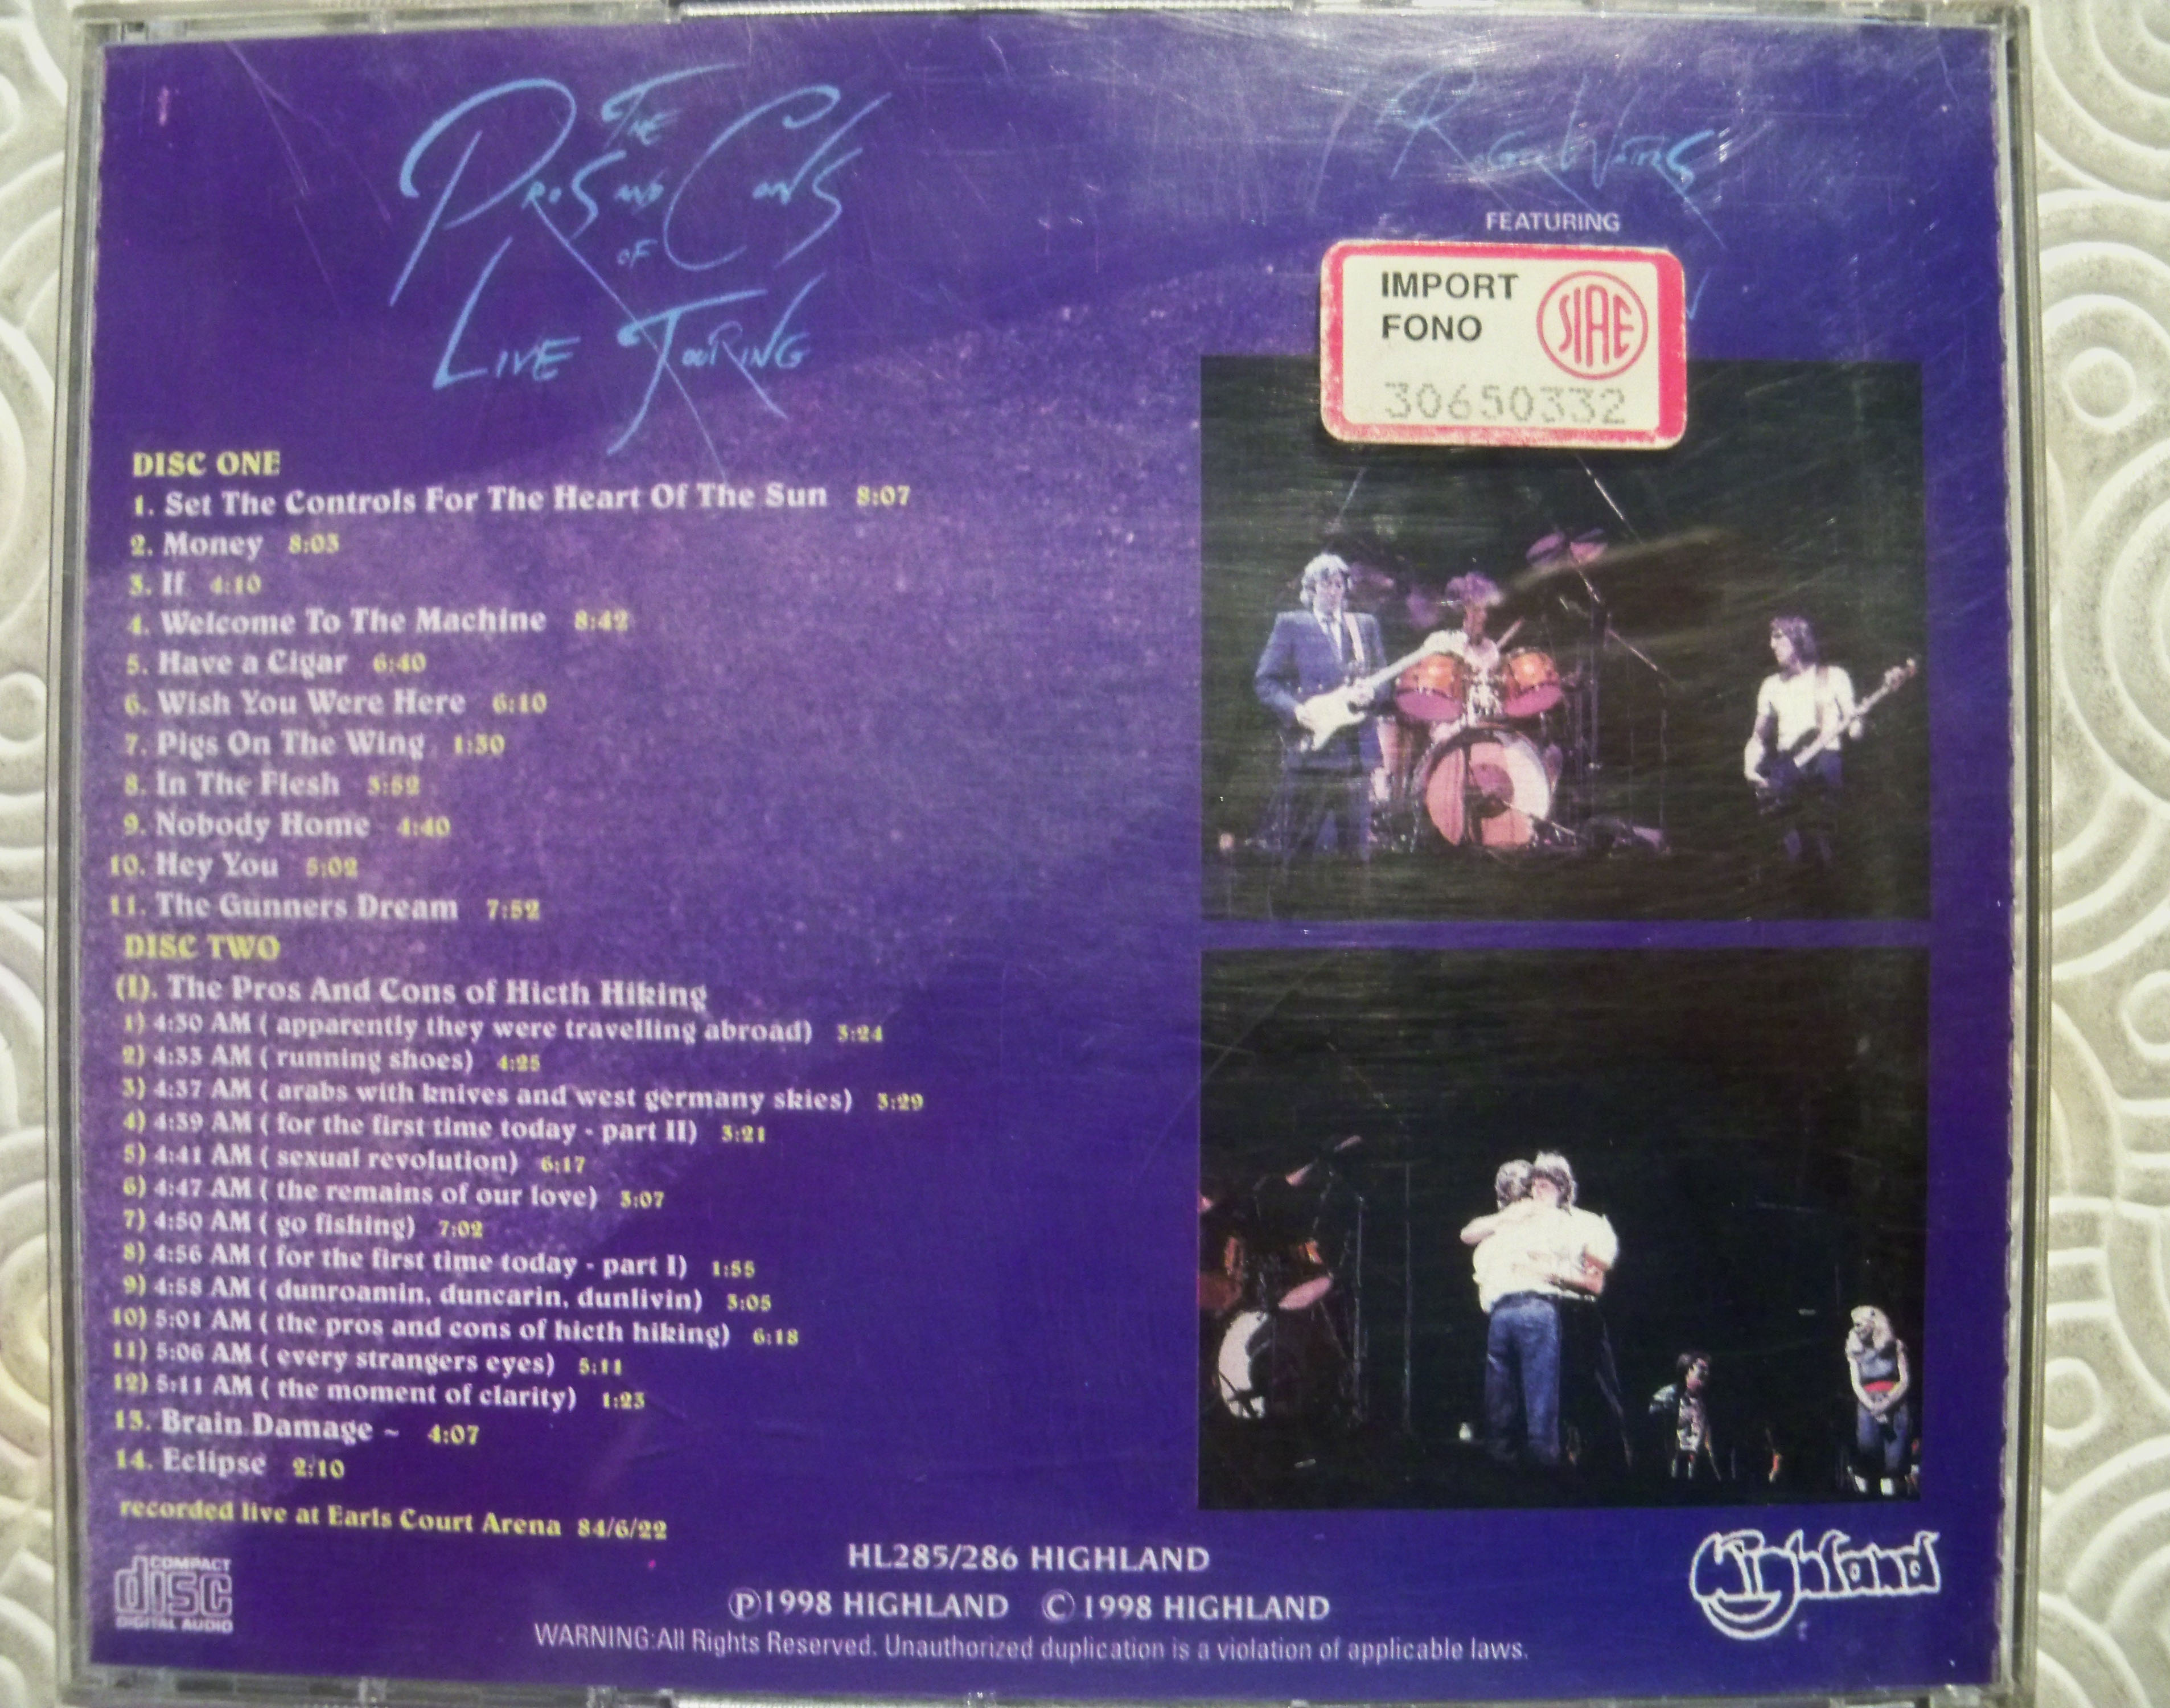 The
Pros and Cons
of
Live Touring
Roger Waters
FEATURING
IMPORT
FONO
SIAE
30650332
DISC ONE
1. Set The Controls For The Heart Of The Sun 8:07
2. Money 8:03
3. If 4:10
4. Welcome To The Machine 8:42
5. Have a Cigar 6:40
6. Wish You Were Here 6:10
7. Pigs On The Wing 1:30
8. In The Flesh 3:52
9. Nobody Home 4:40
10. Hey You 5:02
11. The Gunners Dream 7:52
DISC TWO
(I). The Pros And Cons of Hicth Hiking
1) 4:30 AM ( apparently they were travelling abroad) 3:24
2) 4:33 AM ( running shoes) 4:25
3) 4:37 AM ( arabs with knives and west germany skies) 3:29
4) 4:39 AM ( for the first time today - part II) 3:21
5) 4:41 AM ( sexual revolution) 6:17
6) 4:47 AM ( the remains of our love) 3:07
7) 4:50 AM ( go fishing) 7:02
8) 4:56 AM ( for the first time today - part I) 1:55
9) 4:58 AM ( dunroamin, duncarin, dunlivin) 3:05
10) 5:01 AM ( the pros and cons of hicth hiking) 6:18
11) 5:06 AM ( every strangers eyes) 5:11
12) 5:11 AM ( the moment of clarity) 1:23
13. Brain Damage ~ 4:07
14. Eclipse 2:10
recorded live at Earls Court Arena 84/6/22
COMPACT
disc
DIGITAL AUDIO
HL285/286 HIGHLAND
Ⓟ1998 HIGHLAND © 1998 HIGHLAND
WARNING:All Rights Reserved. Unauthorized duplication is a violation of applicable laws.
Highland